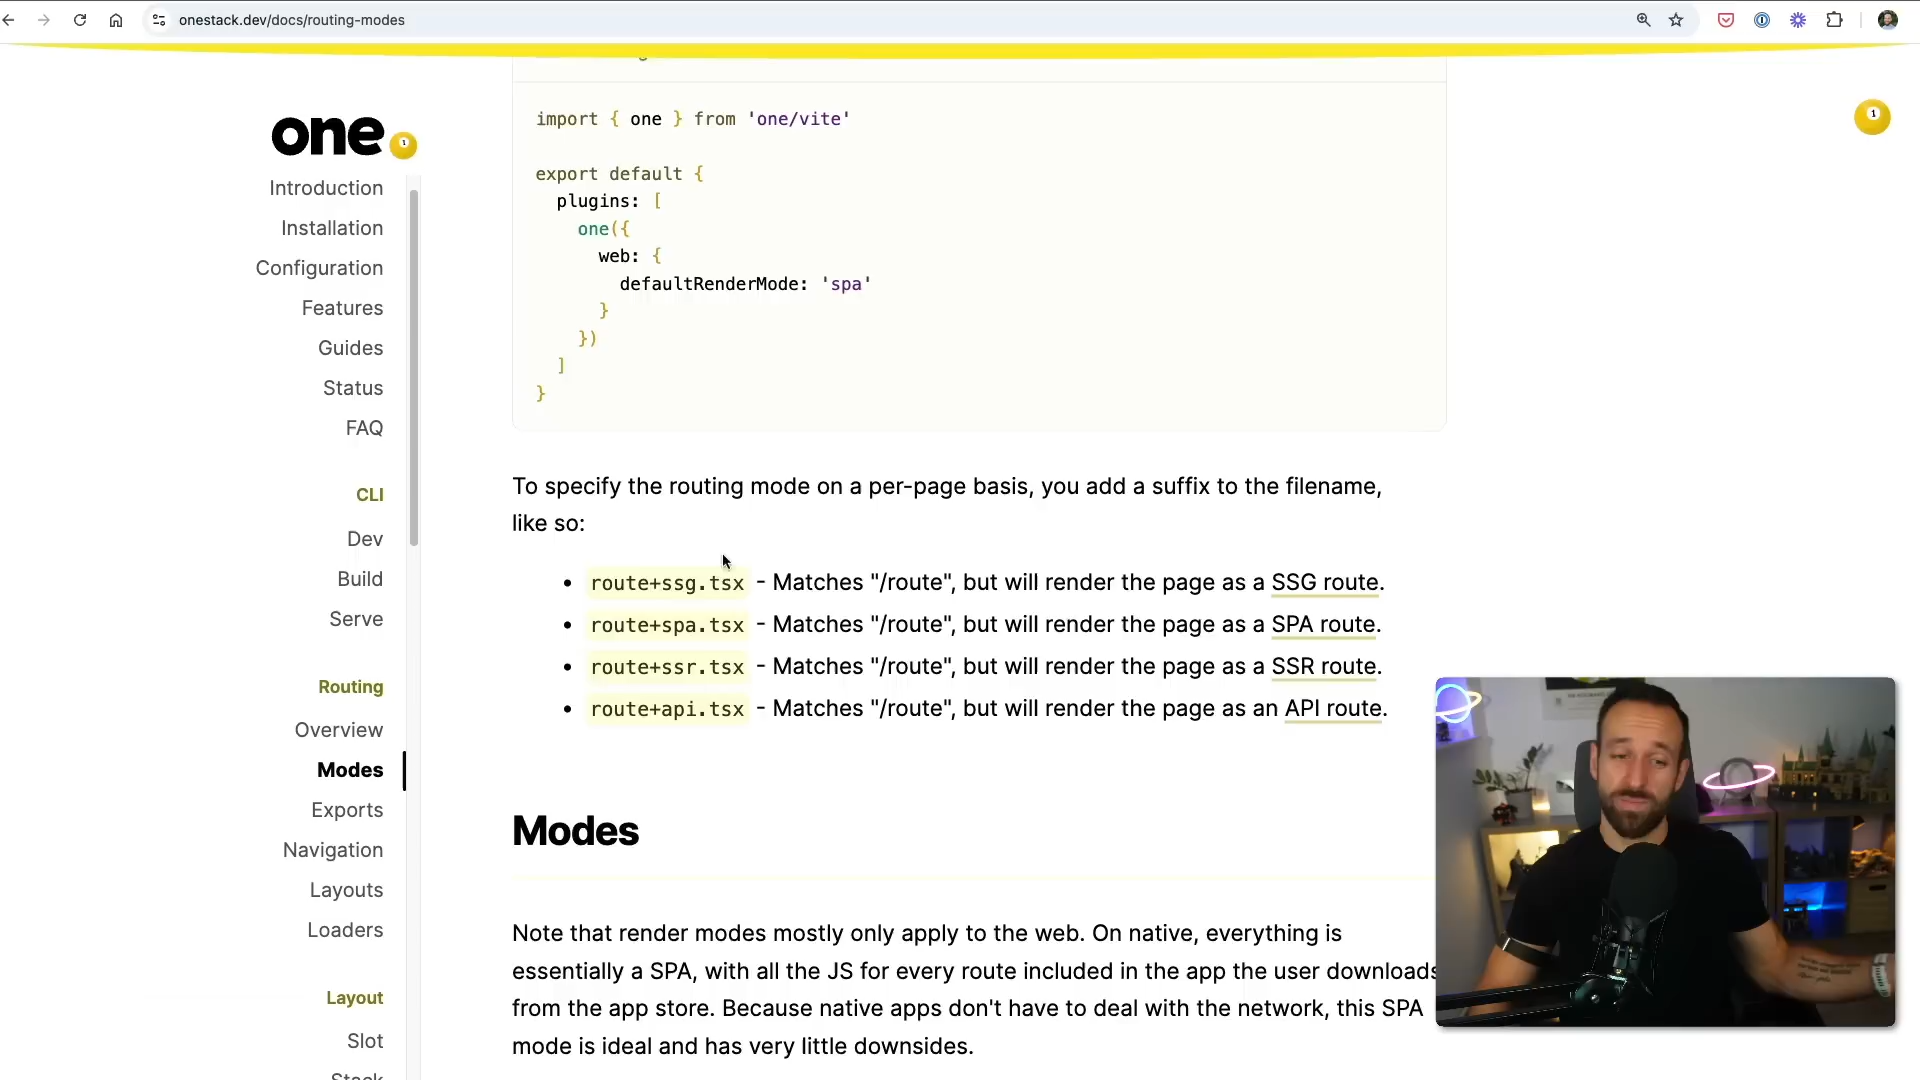 onestack.dev/docs/routing-modes
one
1
1
Introduction
Installation
Configuration
Features
Guides
Status
FAQ
CLI
Dev
Build
Serve
Routing
Overview
Modes
Exports
Navigation
Layouts
Loaders
Layout
Slot
Stack
import { one } from 'one/vite'
export default {
plugins: [
one({
web: {
defaultRenderMode: 'spa'
}
})
]
}
To specify the routing mode on a per-page basis, you add a suffix to the filename,
like so:
• route+ssg.tsx - Matches "/route", but will render the page as a SSG route.
• route+spa.tsx - Matches "/route", but will render the page as a SPA route.
• route+ssr.tsx - Matches "/route", but will render the page as a SSR route.
• route+api.tsx - Matches "/route", but will render the page as an API route.
Modes
Note that render modes mostly only apply to the web. On native, everything is
essentially a SPA, with all the JS for every route included in the app the user downloads
from the app store. Because native apps don't have to deal with the network, this SPA
mode is ideal and has very little downsides.